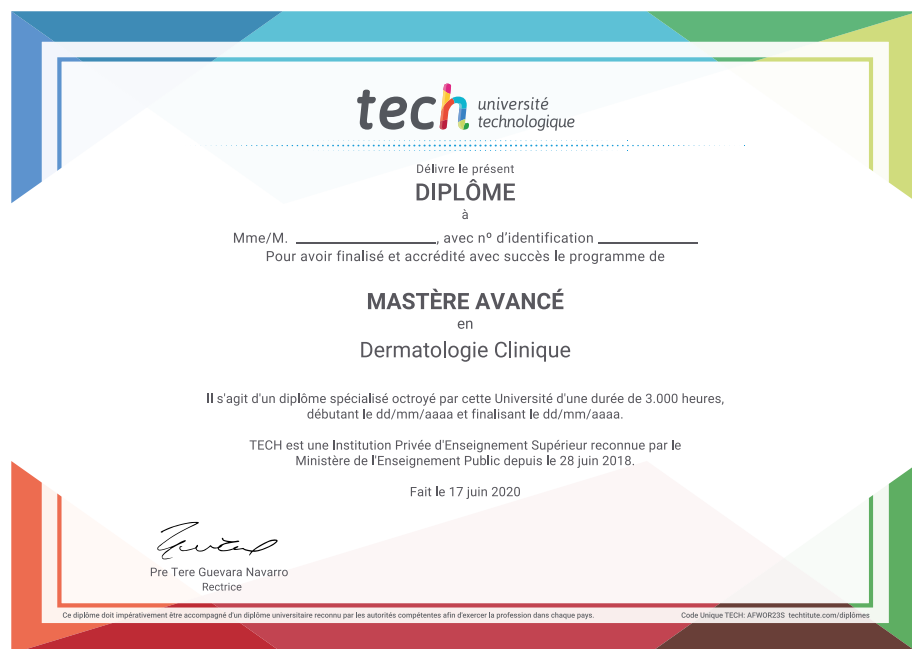 tech université
technologique
Délivre le présent
DIPLÔME
à
Mme/M. ____________, avec nº d'identification ____________
Pour avoir finalisé et accrédité avec succès le programme de
MASTÈRE AVANCÉ
en
Dermatologie Clinique
Il s'agit d'un diplôme spécialisé octroyé par cette Université d'une durée de 3.000 heures,
débutant le dd/mm/aaaa et finalisant le dd/mm/aaaa.
TECH est une Institution Privée d'Enseignement Supérieur reconnue par le
Ministère de l'Enseignement Public depuis le 28 juin 2018.
Fait le 17 juin 2020
Pre Tere Guevara Navarro
Rectrice
Ce diplôme doit impérativement être accompagné d'un diplôme universitaire reconnu par les autorités compétentes afin d'exercer la profession dans chaque pays.
Code Unique TECH: AFWOR23S techtitute.com/diplômes